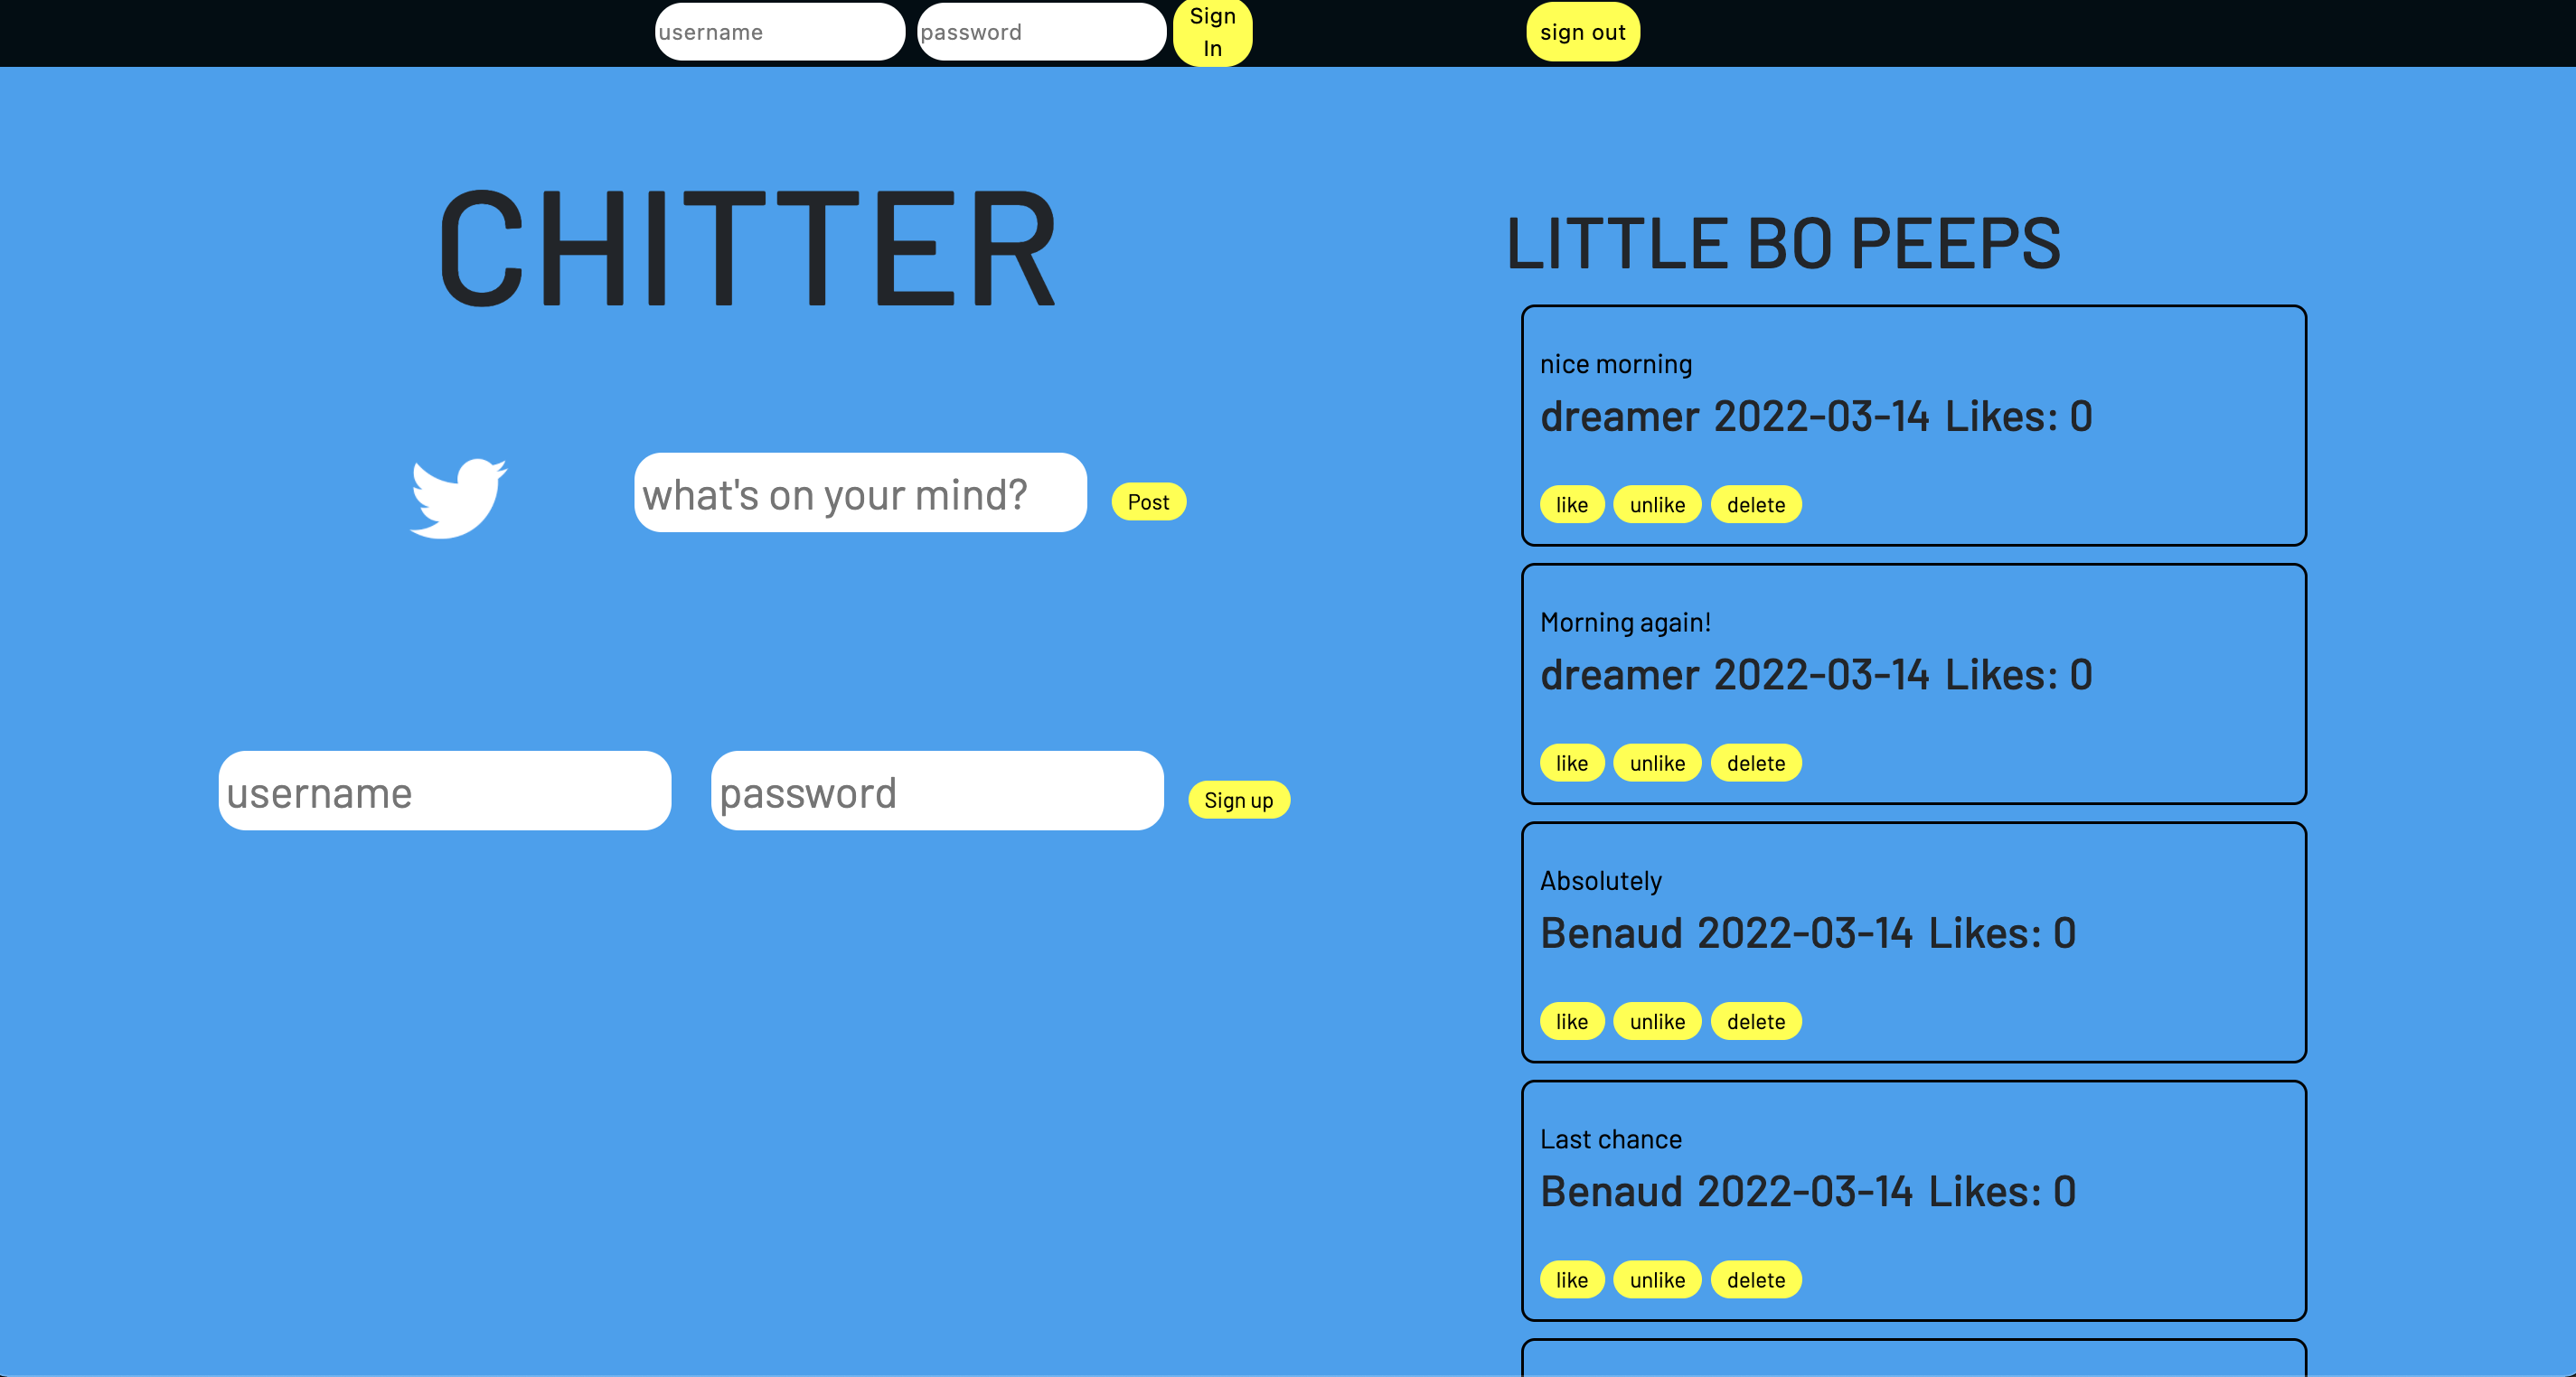 username password Sign In sign out
CHITTER
what's on your mind? Post
username password Sign up
LITTLE BO PEEPS
nice morning
dreamer 2022-03-14 Likes: 0
like unlike delete
Morning again!
dreamer 2022-03-14 Likes: 0
like unlike delete
Absolutely
Benaud 2022-03-14 Likes: 0
like unlike delete
Last chance
Benaud 2022-03-14 Likes: 0
like unlike delete